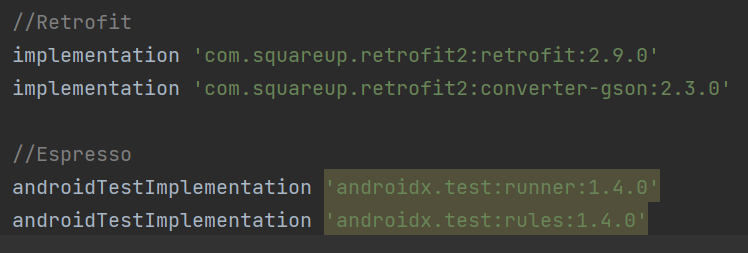 //Retrofit
implementation 'com.squareup.retrofit2:retrofit:2.9.0'
implementation 'com.squareup.retrofit2:converter-gson:2.3.0'
//Espresso
androidTestImplementation 'androidx.test:runner:1.4.0'
androidTestImplementation 'androidx.test:rules:1.4.0'